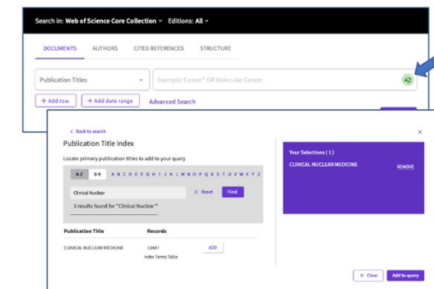 Search in: Web of Science Core Collection Editions: All
DOCUMENTS AUTHORS CITED REFERENCES STRUCTURE
Publication Titles Example: Cancer* OR Molecular Cancer AZ
+ Add row + Add date range Advanced Search
< Back to search ×
Publication Title Index
Locate primary publication titles to add to your query
A-Z 0-9 A B C D E F G H I J K L M N O P Q R S T U V W X Y Z
Clinical Nuclear × Reset Find
1 results found for "Clinical Nuclear "
Publication Title Records
CLINICAL NUCLEAR MEDICINE ADD
Index Terms Table
Your Selections (1)
CLINICAL NUCLEAR MEDICINE REMOVE
× Clear Add to query